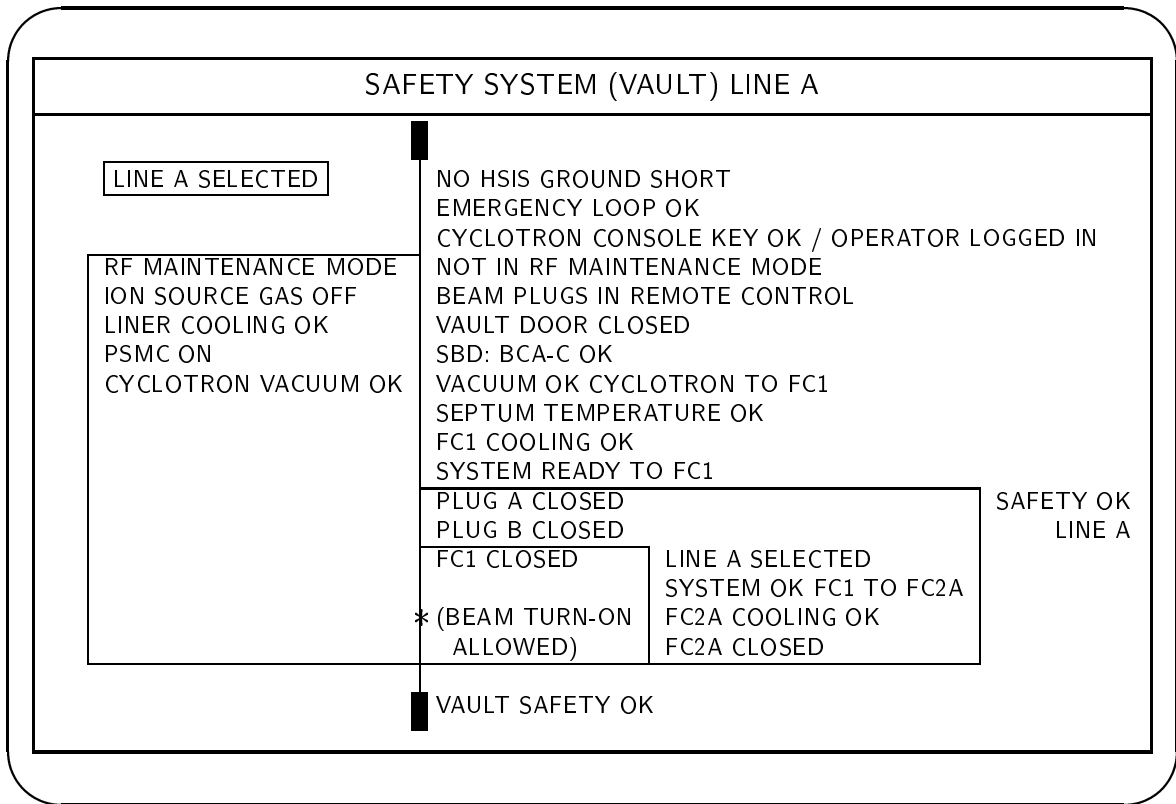 SAFETY SYSTEM (VAULT) LINE A
LINE A SELECTED
NO HSIS GROUND SHORT
EMERGENCY LOOP OK
CYCLOTRON CONSOLE KEY OK / OPERATOR LOGGED IN
NOT IN RF MAINTENANCE MODE
BEAM PLUGS IN REMOTE CONTROL
VAULT DOOR CLOSED
SBD: BCA-C OK
VACUUM OK CYCLOTRON TO FC1
SEPTUM TEMPERATURE OK
FC1 COOLING OK
SYSTEM READY TO FC1
RF MAINTENANCE MODE
ION SOURCE GAS OFF
LINER COOLING OK
PSMC ON
CYCLOTRON VACUUM OK
PLUG A CLOSED
PLUG B CLOSED
FC1 CLOSED
* (BEAM TURN-ON
ALLOWED)
LINE A SELECTED
SYSTEM OK FC1 TO FC2A
FC2A COOLING OK
FC2A CLOSED
SAFETY OK
LINE A
VAULT SAFETY OK